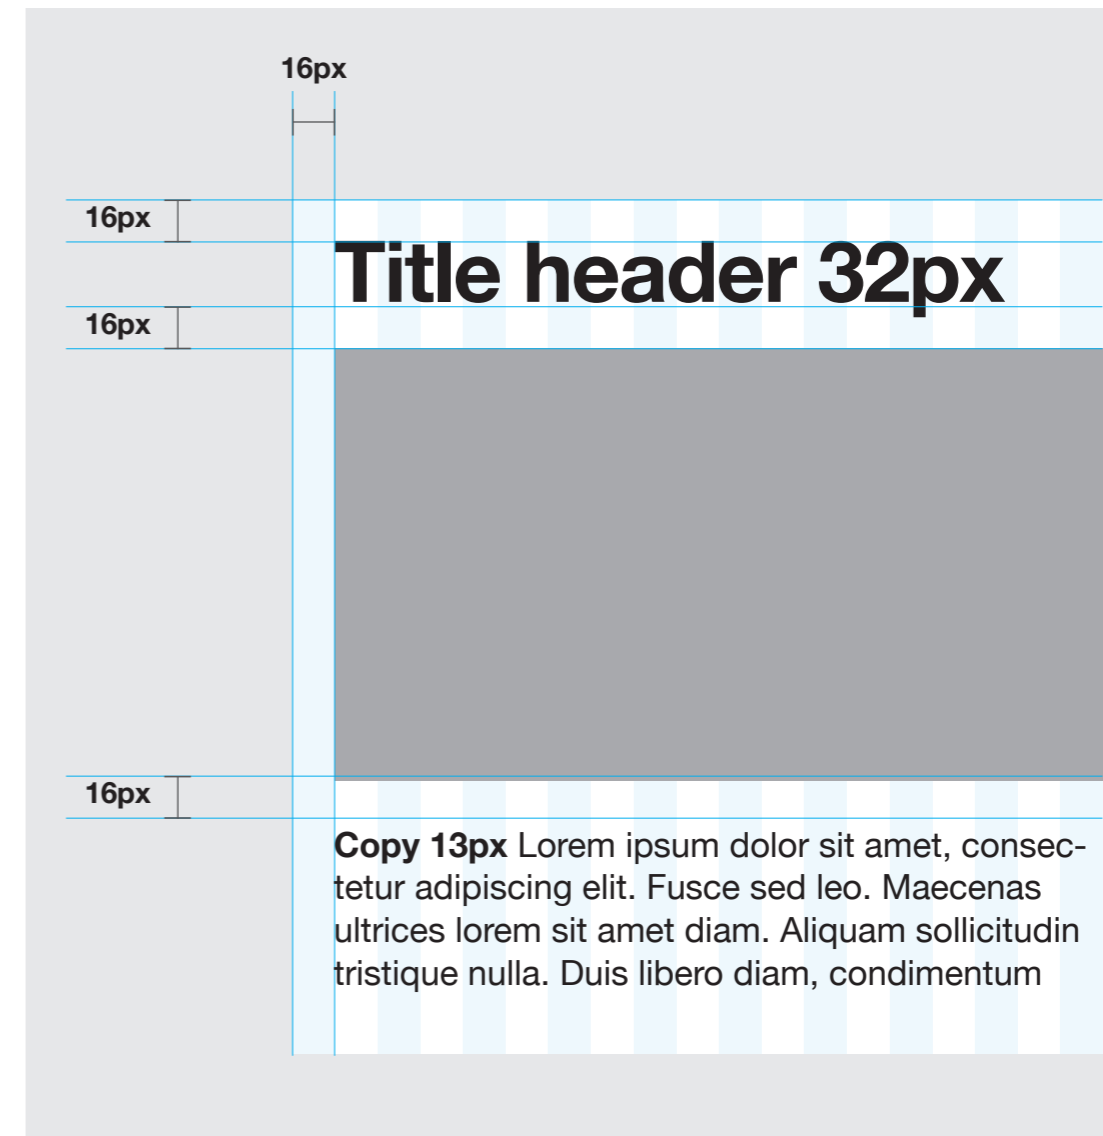 16px
16px
Title header 32px
16px
16px
Copy 13px Lorem ipsum dolor sit amet, consec-
tetur adipiscing elit. Fusce sed leo. Maecenas
ultrices lorem sit amet diam. Aliquam sollicitudin
tristique nulla. Duis libero diam, condimentum